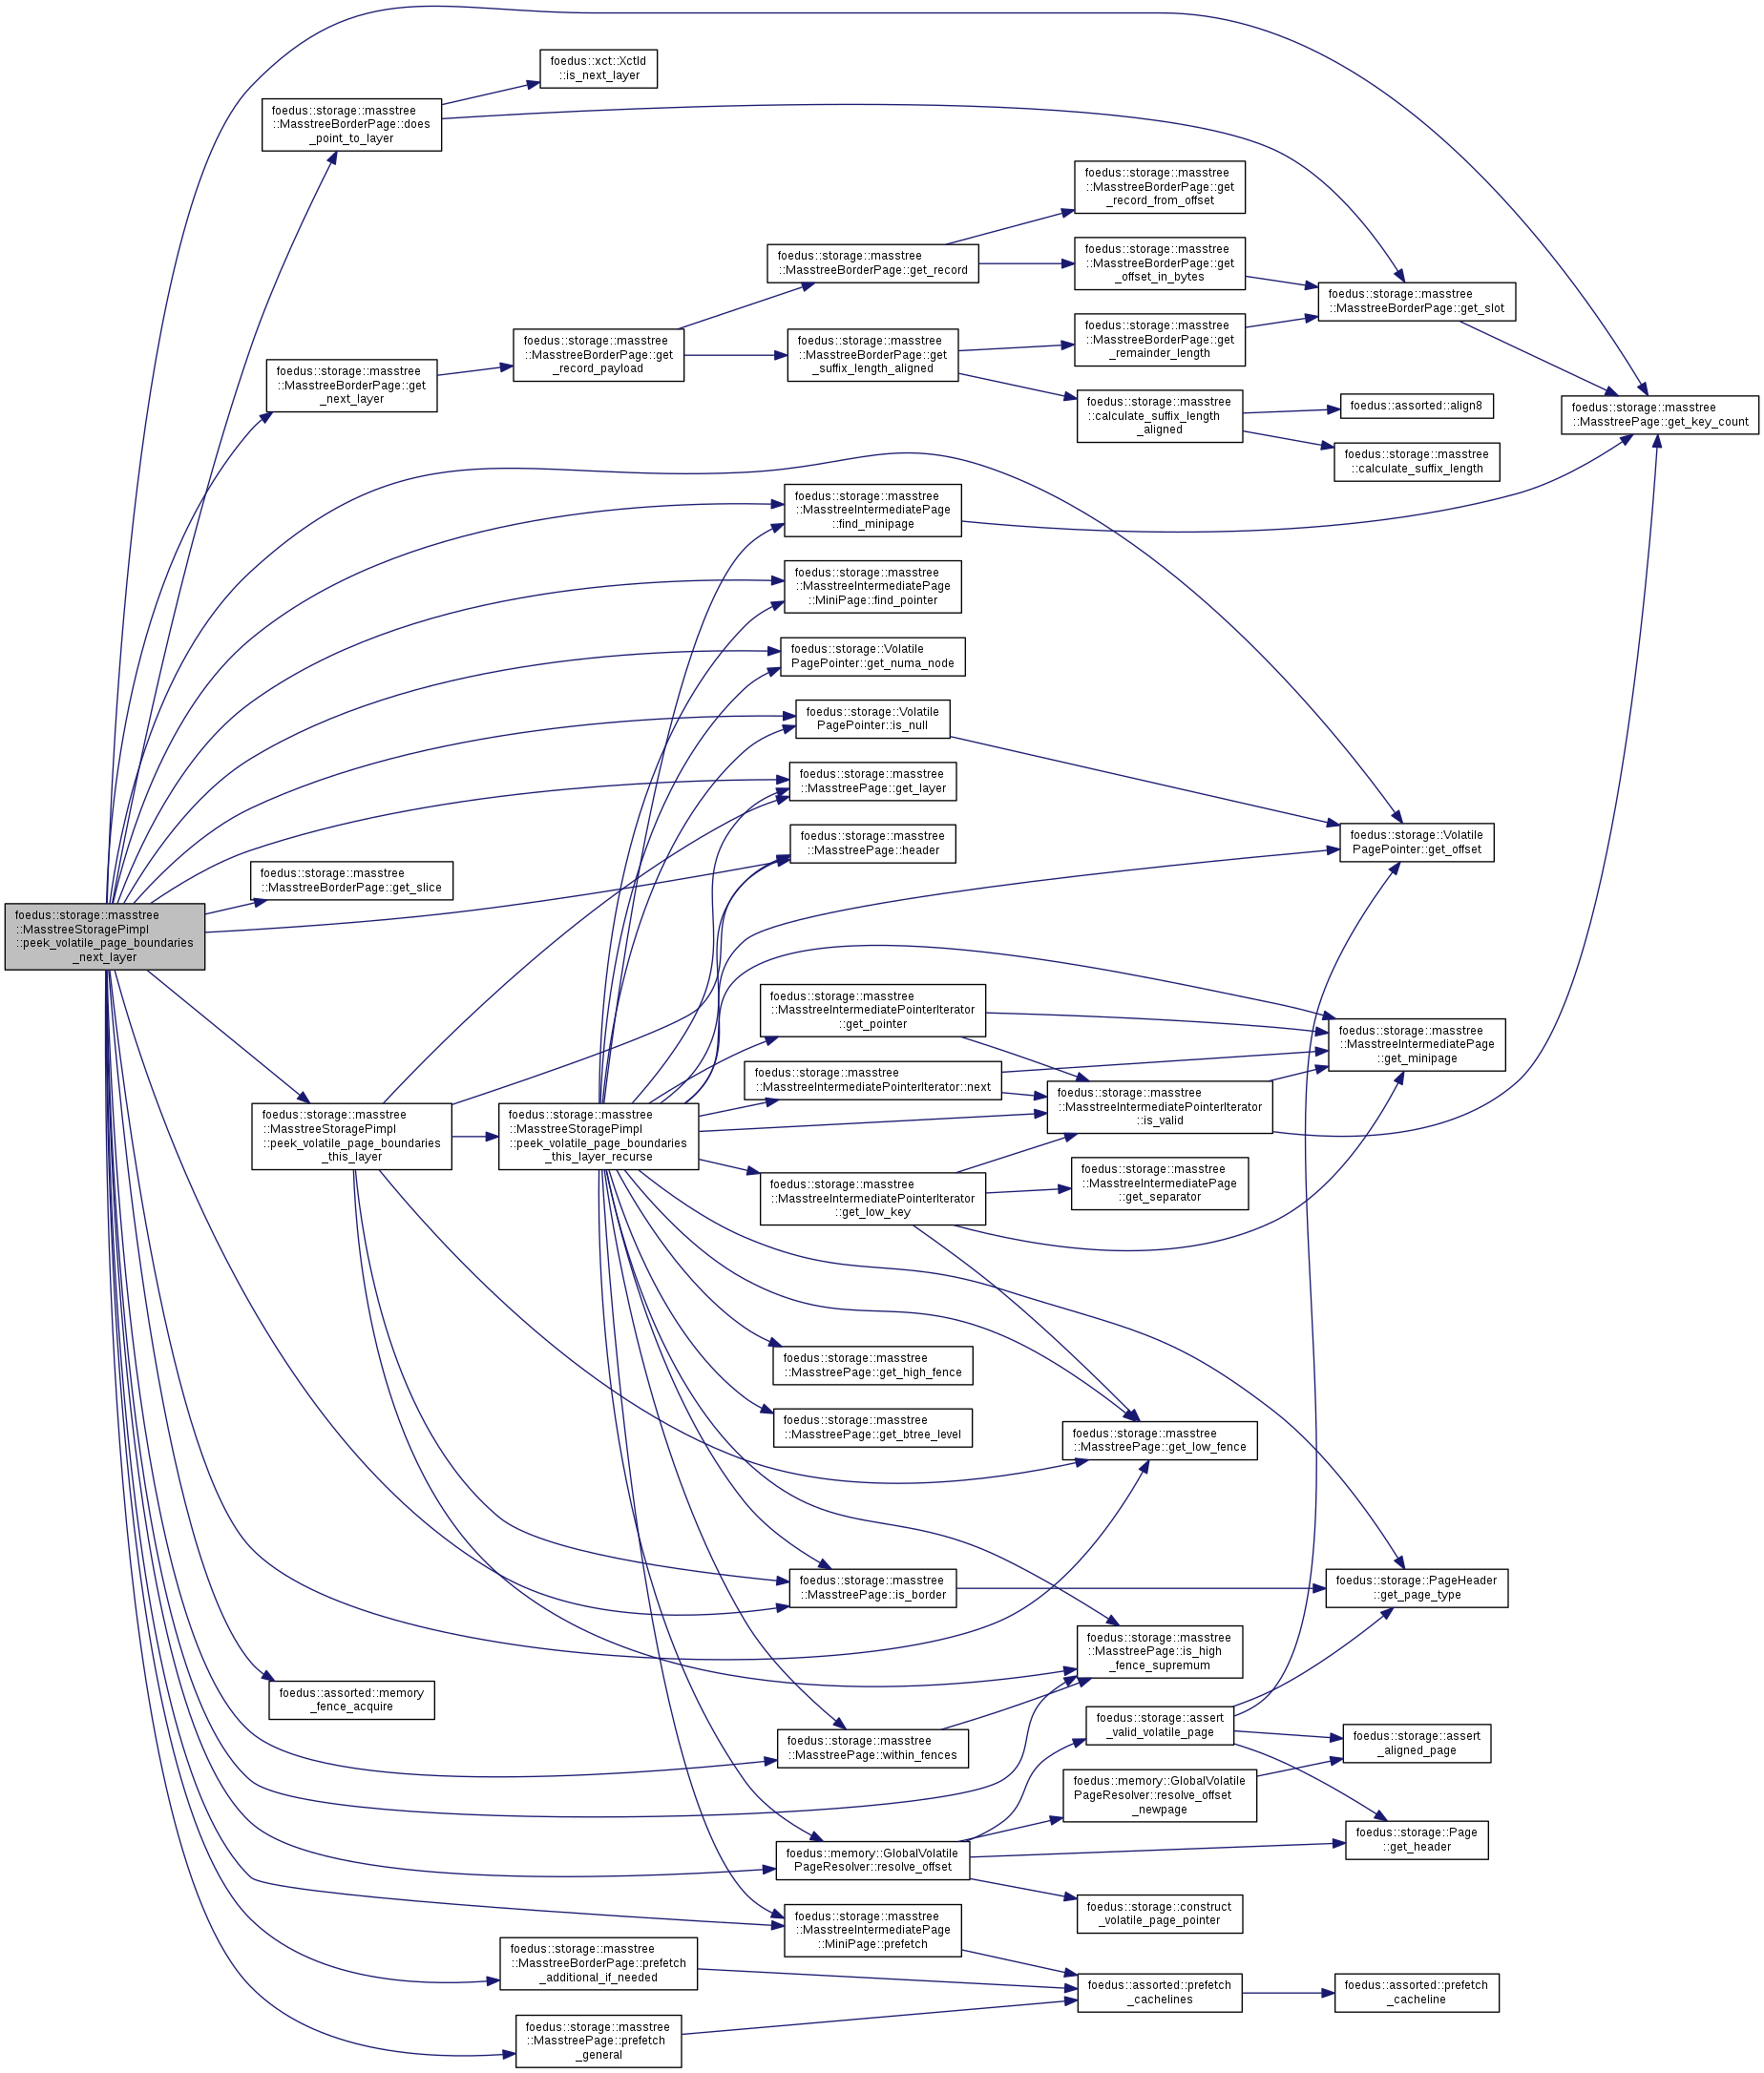 foedus::xct::XctId
::is_next_layer
foedus::storage::masstree
::MasstreeBorderPage::does
_point_to_layer
foedus::storage::masstree
::MasstreeBorderPage::get
_record_from_offset
foedus::storage::masstree
::MasstreeBorderPage::get_record
foedus::storage::masstree
::MasstreeBorderPage::get
_offset_in_bytes
foedus::storage::masstree
::MasstreeBorderPage::get_slot
foedus::storage::masstree
::MasstreeBorderPage::get
_remainder_length
foedus::storage::masstree
::MasstreeBorderPage::get
_record_payload
foedus::storage::masstree
::MasstreeBorderPage::get
_suffix_length_aligned
foedus::storage::masstree
::MasstreeBorderPage::get
_next_layer
foedus::storage::masstree
::calculate_suffix_length
_aligned
foedus::assorted::align8
foedus::storage::masstree
::MasstreePage::get_key_count
foedus::storage::masstree
::calculate_suffix_length
foedus::storage::masstree
::MasstreeIntermediatePage
::find_minipage
foedus::storage::masstree
::MasstreeIntermediatePage
::MiniPage::find_pointer
foedus::storage::Volatile
PagePointer::get_numa_node
foedus::storage::Volatile
PagePointer::is_null
foedus::storage::masstree
::MasstreePage::get_layer
foedus::storage::masstree
::MasstreePage::header
foedus::storage::Volatile
PagePointer::get_offset
foedus::storage::masstree
::MasstreeBorderPage::get_slice
foedus::storage::masstree
::MasstreeStoragePimpl
::peek_volatile_page_boundaries
_next_layer
foedus::storage::masstree
::MasstreeIntermediatePointerIterator
::get_pointer
foedus::storage::masstree
::MasstreeIntermediatePage
::get_minipage
foedus::storage::masstree
::MasstreeIntermediatePointerIterator::next
foedus::storage::masstree
::MasstreeIntermediatePointerIterator
::is_valid
foedus::storage::masstree
::MasstreeStoragePimpl
::peek_volatile_page_boundaries
_this_layer
foedus::storage::masstree
::MasstreeStoragePimpl
::peek_volatile_page_boundaries
_this_layer_recurse
foedus::storage::masstree
::MasstreeIntermediatePage
::get_separator
foedus::storage::masstree
::MasstreeIntermediatePointerIterator
::get_low_key
foedus::storage::masstree
::MasstreePage::get_high_fence
foedus::storage::masstree
::MasstreePage::get_btree_level
foedus::storage::masstree
::MasstreePage::get_low_fence
foedus::storage::masstree
::MasstreePage::is_border
foedus::storage::PageHeader
::get_page_type
foedus::storage::masstree
::MasstreePage::is_high
_fence_supremum
foedus::assorted::memory
_fence_acquire
foedus::storage::assert
_valid_volatile_page
foedus::storage::masstree
::MasstreePage::within_fences
foedus::storage::assert
_aligned_page
foedus::memory::GlobalVolatile
PageResolver::resolve_offset
_newpage
foedus::storage::Page
::get_header
foedus::memory::GlobalVolatile
PageResolver::resolve_offset
foedus::storage::construct
_volatile_page_pointer
foedus::storage::masstree
::MasstreeIntermediatePage
::MiniPage::prefetch
foedus::storage::masstree
::MasstreeBorderPage::prefetch
_additional_if_needed
foedus::assorted::prefetch
_cachelines
foedus::assorted::prefetch
_cacheline
foedus::storage::masstree
::MasstreePage::prefetch
_general